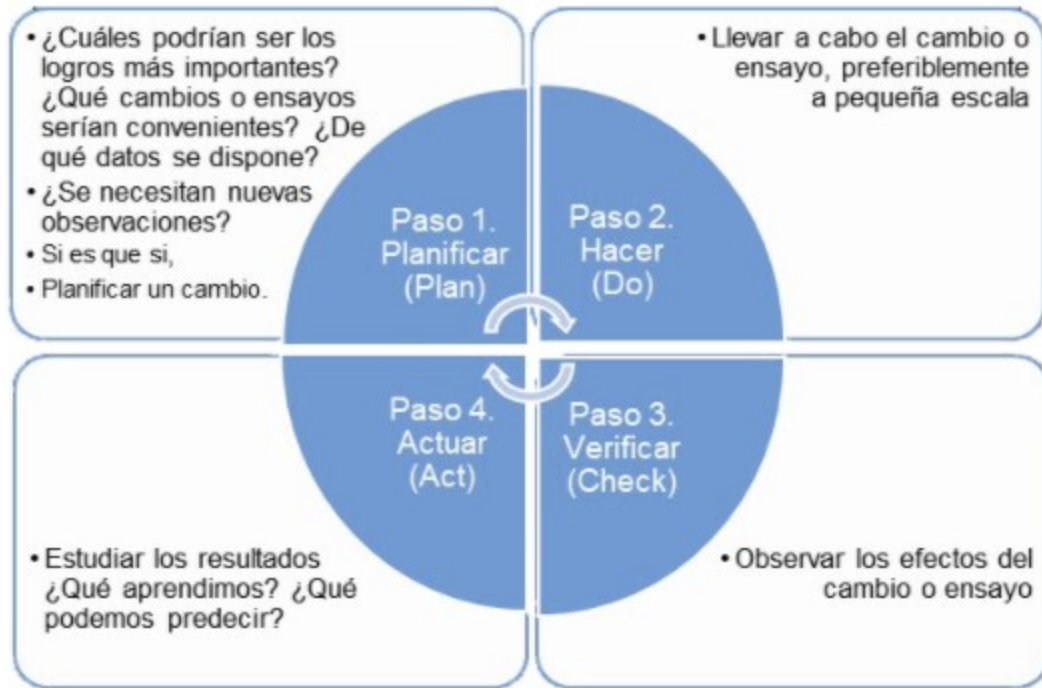 • ¿Cuáles podrían ser los
logros más importantes?
¿Qué cambios o ensayos
serían convenientes? ¿De
qué datos se dispone?
• ¿Se necesitan nuevas
observaciones?
• Si es que si,
• Planificar un cambio.
• Llevar a cabo el cambio o
ensayo, preferiblemente
a pequeña escala
Paso 1.
Planificar
(Plan)
Paso 2.
Hacer
(Do)
Paso 4.
Actuar
(Act)
Paso 3.
Verificar
(Check)
• Estudiar los resultados
¿Qué aprendimos? ¿Qué
podemos predecir?
• Observar los efectos del
cambio o ensayo